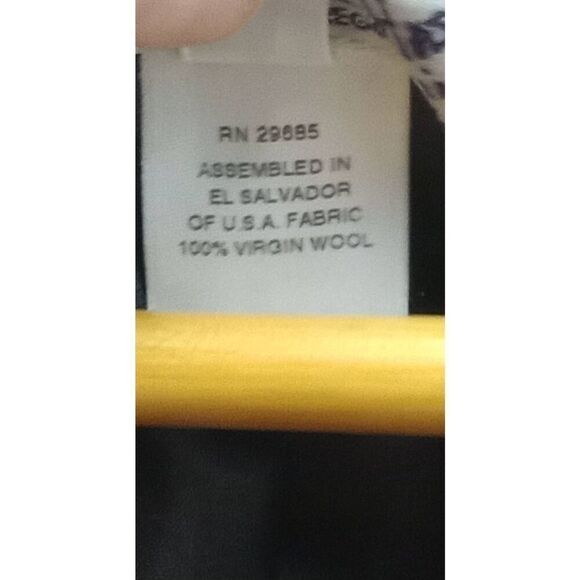 RN 29685
ASSEMBLED IN
EL SALVADOR
OF U.S.A. FABRIC
100% VIRGIN WOOL